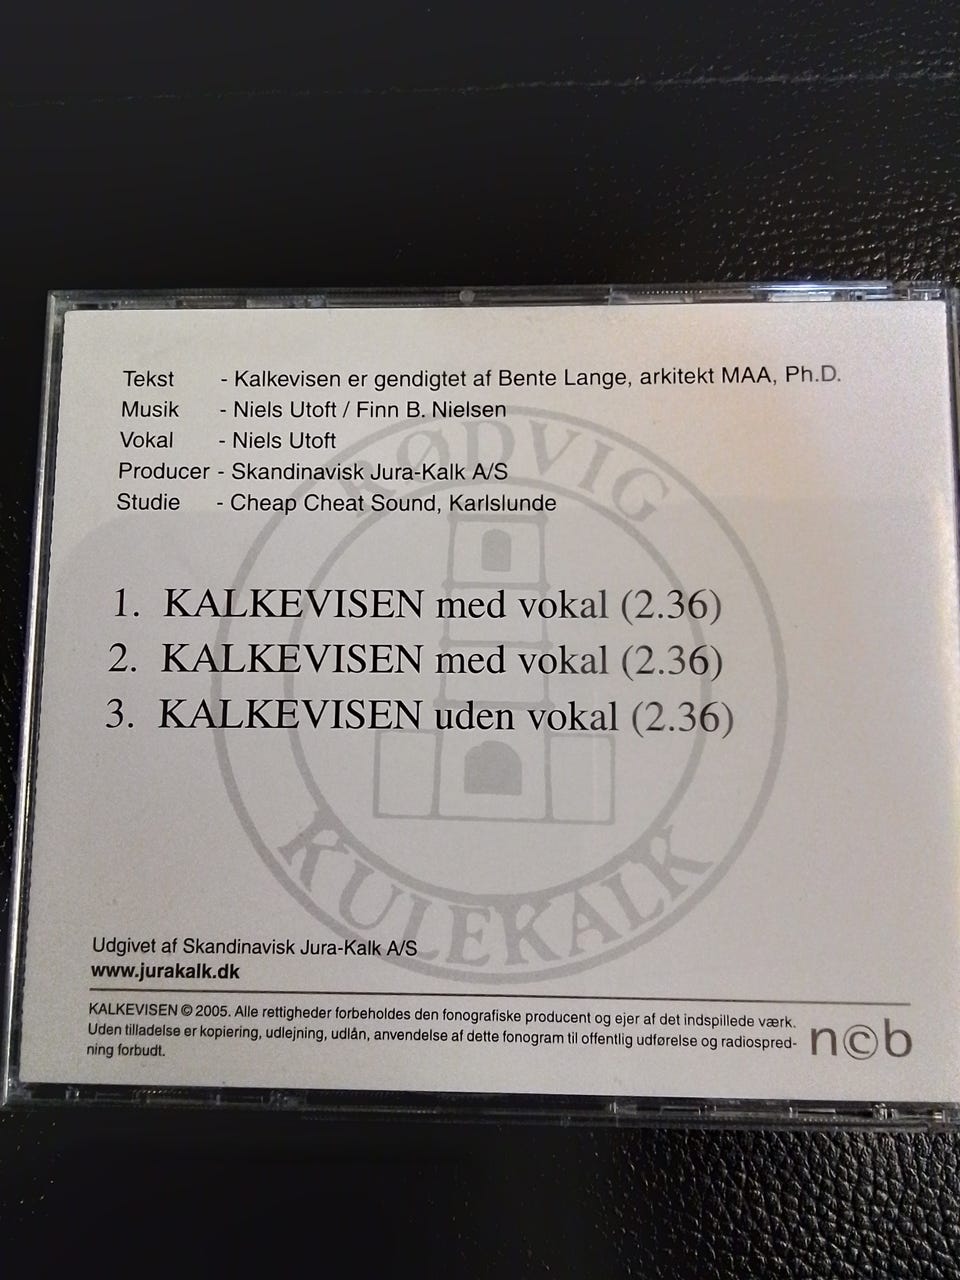 Tekst - Kalkevisen er gendigtet af Bente Lange, arkitekt MAA, Ph.D.
Musik - Niels Utoft / Finn B. Nielsen
Vokal - Niels Utoft
Producer - Skandinavisk Jura-Kalk A/S
Studie - Cheap Cheat Sound, Karlslunde
RØDVIG
1. KALKEVISEN med vokal (2.36)
2. KALKEVISEN med vokal (2.36)
3. KALKEVISEN uden vokal (2.36)
KULEKALK
Udgivet af Skandinavisk Jura-Kalk A/S
www.jurakalk.dk
KALKEVISEN © 2005. Alle rettigheder forbeholdes den fonografiske producent og ejer af det indspillede værk.
Uden tilladelse er kopiering, udlejning, udlån, anvendelse af dette fonogram til offentlig udførelse og radiospred-
ning forbudt.
n©b